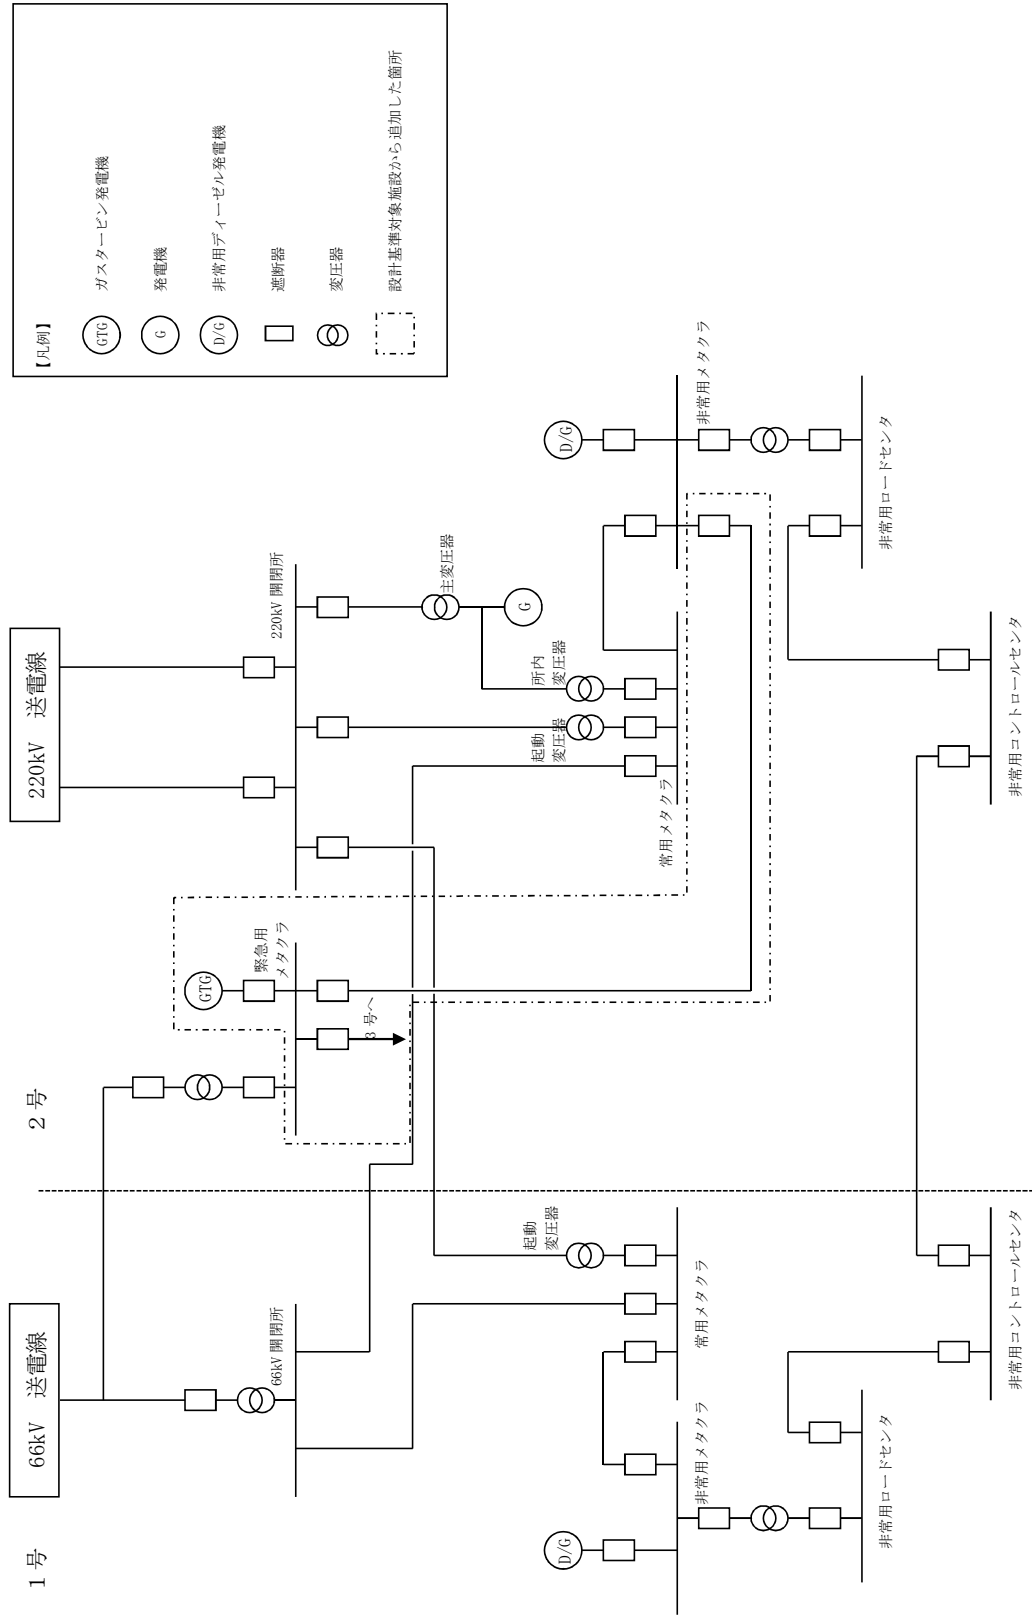 【凡例】
GTG ガスタービン発電機
G 発電機
D/G 非常用ディーゼル発電機
遮断器
変圧器
設計基準対象施設から追加した箇所
1号
2号
66kV 送電線
220kV 送電線
66kV 開閉所
220kV 開閉所
GTG
緊急用
メタクラ
3号へ
主変圧器
G
所内
変圧器
起動
変圧器
起動
変圧器
常用メタクラ
常用メタクラ
D/G
非常用メタクラ
D/G
非常用メタクラ
非常用ロードセンタ
非常用ロードセンタ
非常用コントロールセンタ
非常用コントロールセンタ